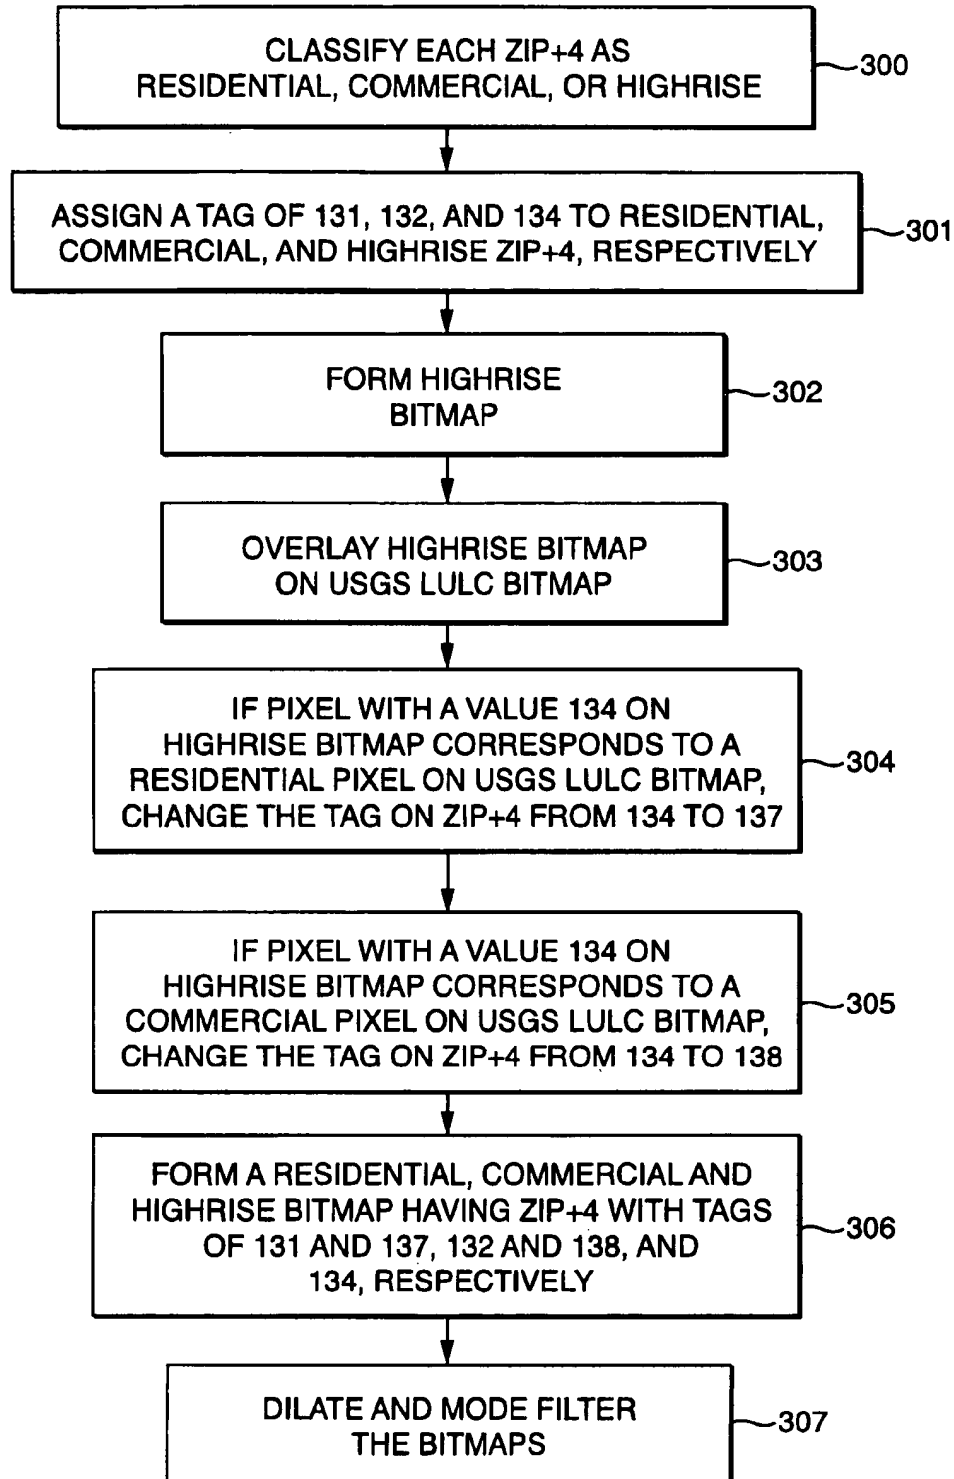 CLASSIFY EACH ZIP+4 AS
RESIDENTIAL, COMMERCIAL, OR HIGHRISE
300
ASSIGN A TAG OF 131, 132, AND 134 TO RESIDENTIAL,
COMMERCIAL, AND HIGHRISE ZIP+4, RESPECTIVELY
301
FORM HIGHRISE
BITMAP
302
OVERLAY HIGHRISE BITMAP
ON USGS LULC BITMAP
303
IF PIXEL WITH A VALUE 134 ON
HIGHRISE BITMAP CORRESPONDS TO A
RESIDENTIAL PIXEL ON USGS LULC BITMAP,
CHANGE THE TAG ON ZIP+4 FROM 134 TO 137
304
IF PIXEL WITH A VALUE 134 ON
HIGHRISE BITMAP CORRESPONDS TO A
COMMERCIAL PIXEL ON USGS LULC BITMAP,
CHANGE THE TAG ON ZIP+4 FROM 134 TO 138
305
FORM A RESIDENTIAL, COMMERCIAL AND
HIGHRISE BITMAP HAVING ZIP+4 WITH TAGS
OF 131 AND 137, 132 AND 138, AND
134, RESPECTIVELY
306
DILATE AND MODE FILTER
THE BITMAPS
307